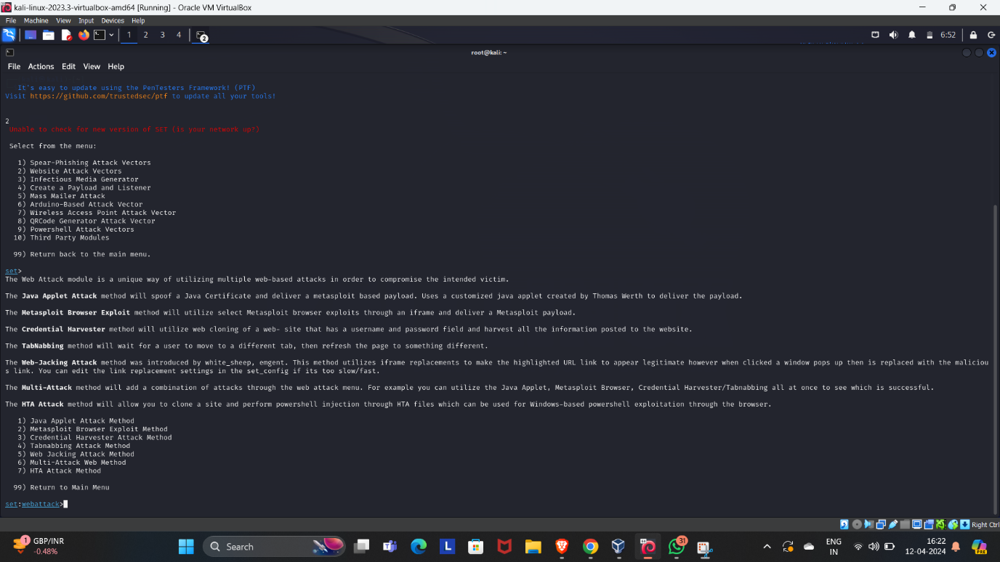 kali-linux-2023.3-virtualbox-amd64 [Running] - Oracle VM VirtualBox
File Machine View Input Devices Help
1 2 3 4 2 6:52
root@kali: ~
File Actions Edit View Help
It's easy to update using the PenTesters Framework! (PTF)
Visit https://github.com/trustedsec/ptf to update all your tools!
2
Unable to check for new version of SET (is your network up?)
Select from the menu:
1) Spear-Phishing Attack Vectors
2) Website Attack Vectors
3) Infectious Media Generator
4) Create a Payload and Listener
5) Mass Mailer Attack
6) Arduino-Based Attack Vector
7) Wireless Access Point Attack Vector
8) QRCode Generator Attack Vector
9) Powershell Attack Vectors
10) Third Party Modules
99) Return back to the main menu.
set>
The Web Attack module is a unique way of utilizing multiple web-based attacks in order to compromise the intended victim.
The Java Applet Attack method will spoof a Java Certificate and deliver a metasploit based payload. Uses a customized java applet created by Thomas Werth to deliver the payload.
The Metasploit Browser Exploit method will utilize select Metasploit browser exploits through an iframe and deliver a Metasploit payload.
The Credential Harvester method will utilize web cloning of a web- site that has a username and password field and harvest all the information posted to the website.
The TabNabbing method will wait for a user to move to a different tab, then refresh the page to something different.
The Web-Jacking Attack method was introduced by white_sheep, emgent. This method utilizes iframe replacements to make the highlighted URL link to appear legitimate however when clicked a window pops up then is replaced with the maliciou
s link. You can edit the link replacement settings in the set_config if its too slow/fast.
The Multi-Attack method will add a combination of attacks through the web attack menu. For example you can utilize the Java Applet, Metasploit Browser, Credential Harvester/Tabnabbing all at once to see which is successful.
The HTA Attack method will allow you to clone a site and perform powershell injection through HTA files which can be used for Windows-based powershell exploitation through the browser.
1) Java Applet Attack Method
2) Metasploit Browser Exploit Method
3) Credential Harvester Attack Method
4) Tabnabbing Attack Method
5) Web Jacking Attack Method
6) Multi-Attack Web Method
7) HTA Attack Method
99) Return to Main Menu
set:webattack>
Right Ctrl
1 GBP/INR
-0.48%
Search
L
31
ENG
IN
16:22
12-04-2024
PRE